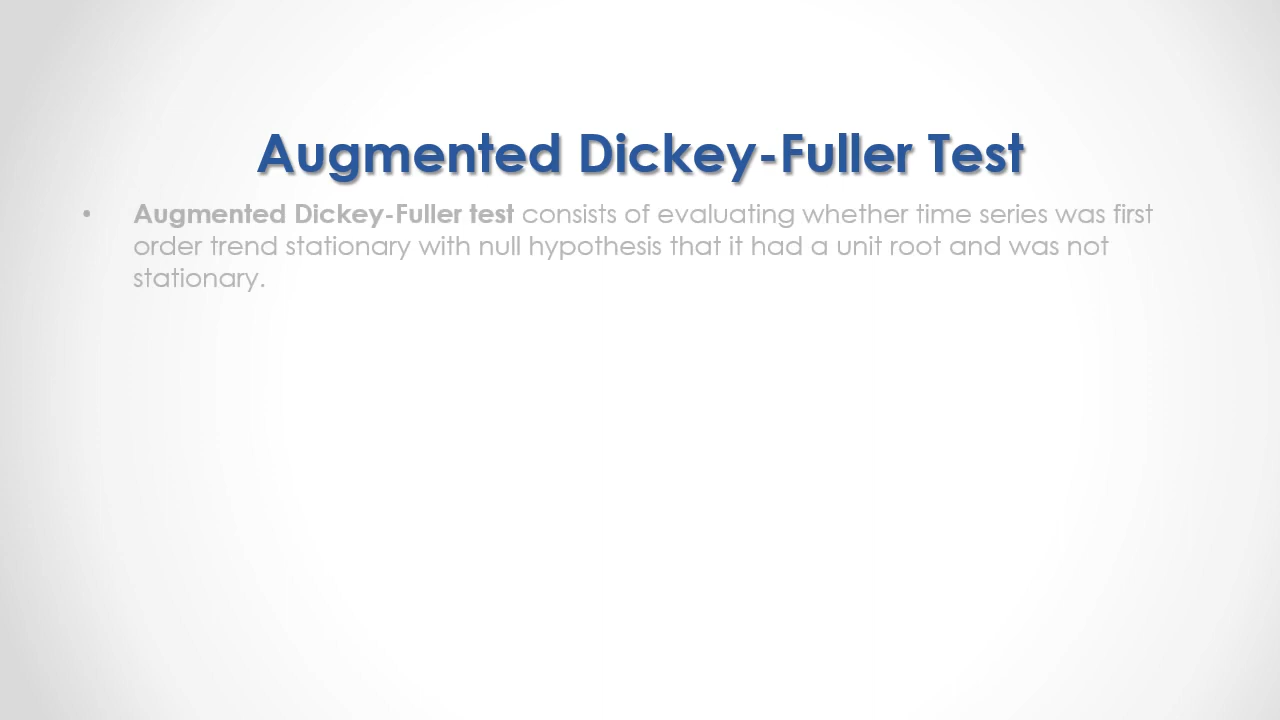 Augmented Dickey-Fuller Test
• Augmented Dickey-Fuller test consists of evaluating whether time series was first
order trend stationary with null hypothesis that it had a unit root and was not
stationary.